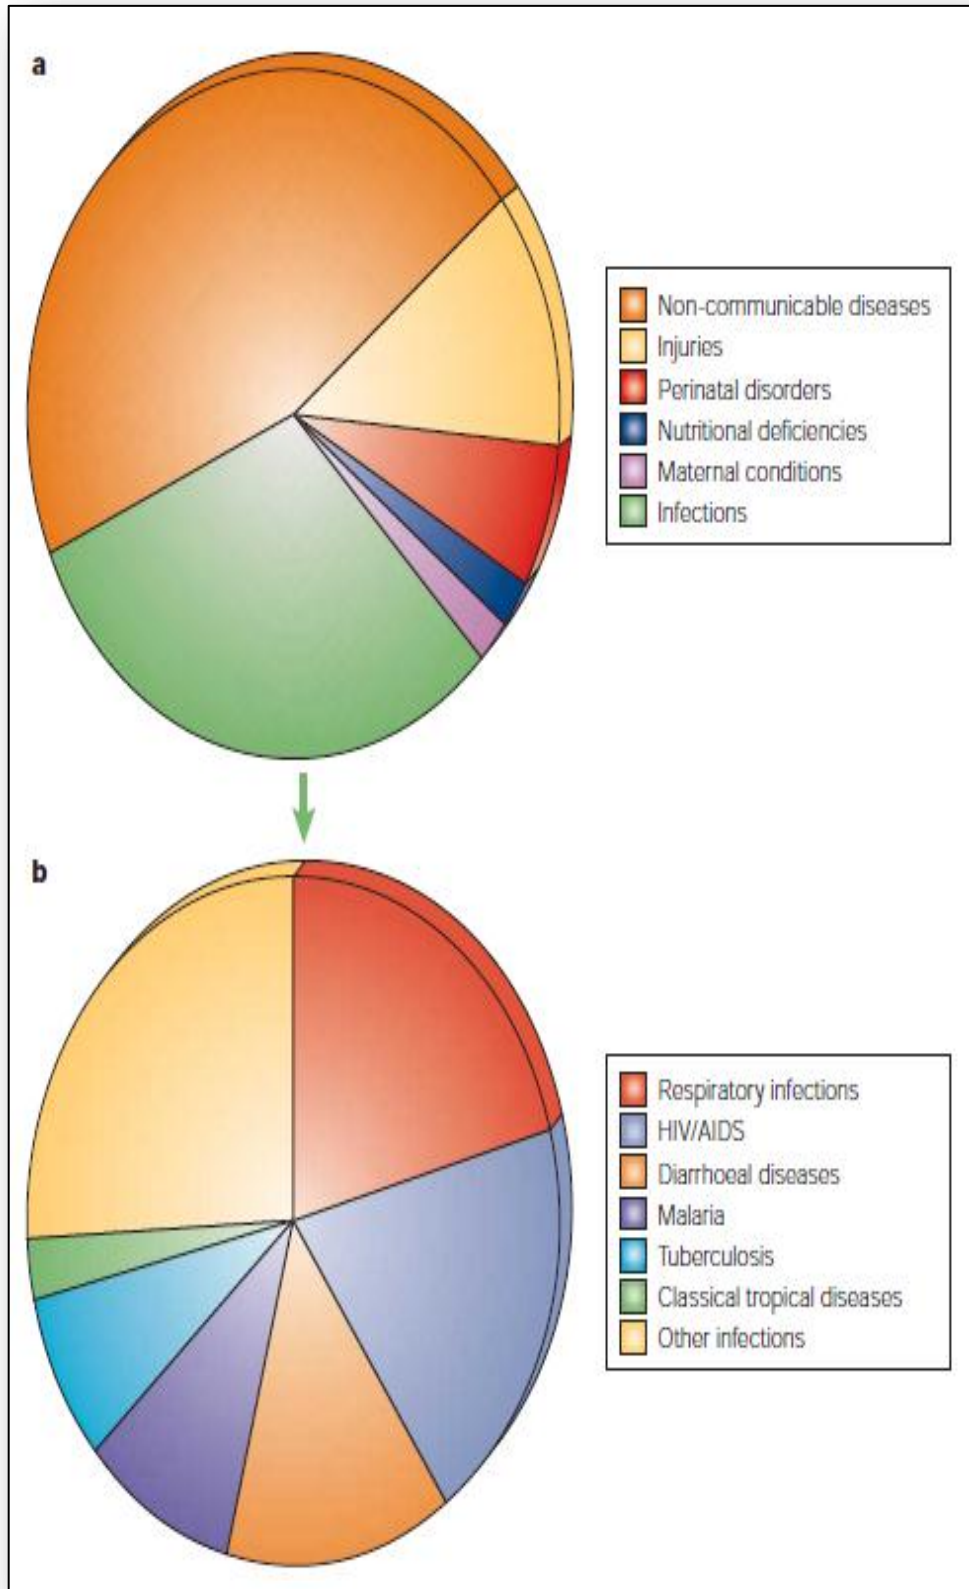 a
Non-communicable diseases
Injuries
Perinatal disorders
Nutritional deficiencies
Maternal conditions
Infections
b
Respiratory infections
HIV/AIDS
Diarrhoeal diseases
Malaria
Tuberculosis
Classical tropical diseases
Other infections